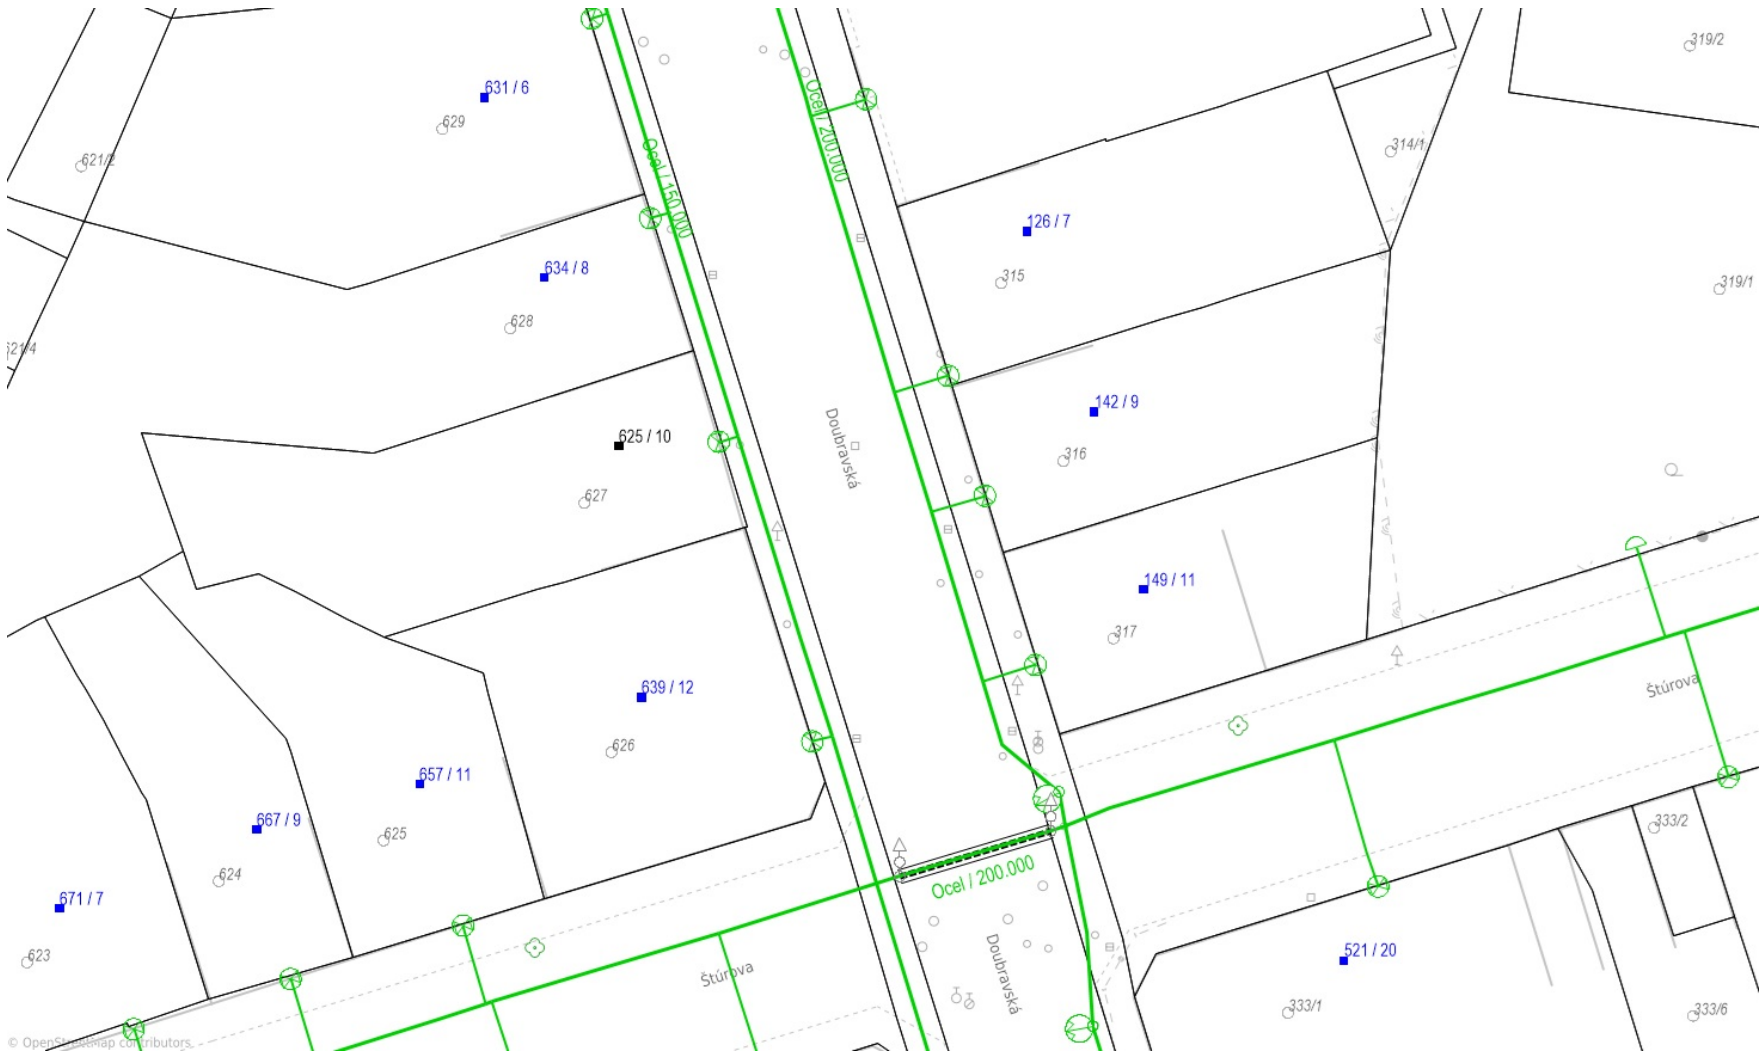 319/2
631 / 6
629
621/2
Ocel / 200.000
Ocel / 150.000
314/1
126 / 7
315
634 / 8
628
319/1
621/4
142 / 9
316
Doubravská
625 / 10
627
149 / 11
317
Štúrova
639 / 12
626
657 / 11
625
667 / 9
624
333/2
Ocel / 200.000
671 / 7
623
Štúrova
Doubravská
521 / 20
333/1
333/6
© OpenStreetMap contributors